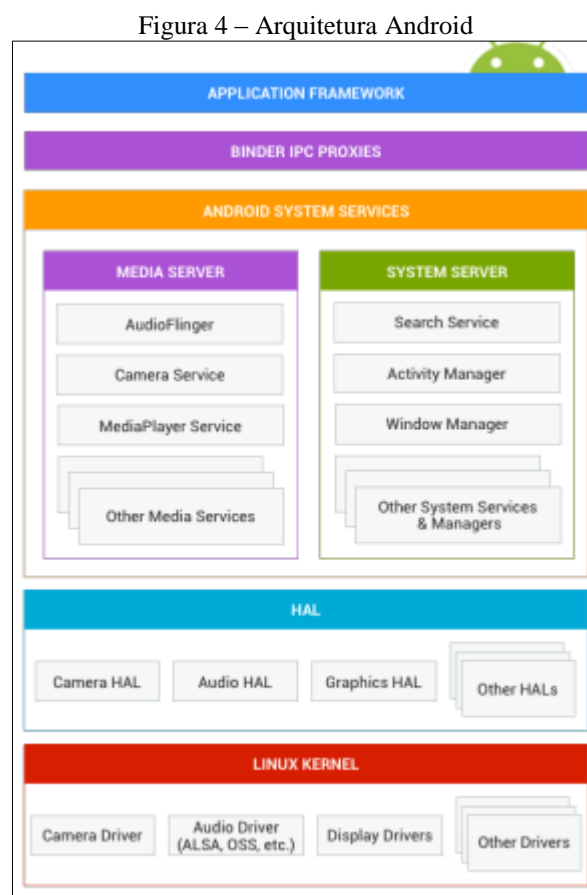 Figura 4 – Arquitetura Android
APPLICATION FRAMEWORK
BINDER IPC PROXIES
ANDROID SYSTEM SERVICES
MEDIA SERVER
AudioFlinger
Camera Service
MediaPlayer Service
Other Media Services
SYSTEM SERVER
Search Service
Activity Manager
Window Manager
Other System Services
& Managers
HAL
Camera HAL
Audio HAL
Graphics HAL
Other HALs
LINUX KERNEL
Camera Driver
Audio Driver
(ALSA, OSS, etc.)
Display Drivers
Other Drivers